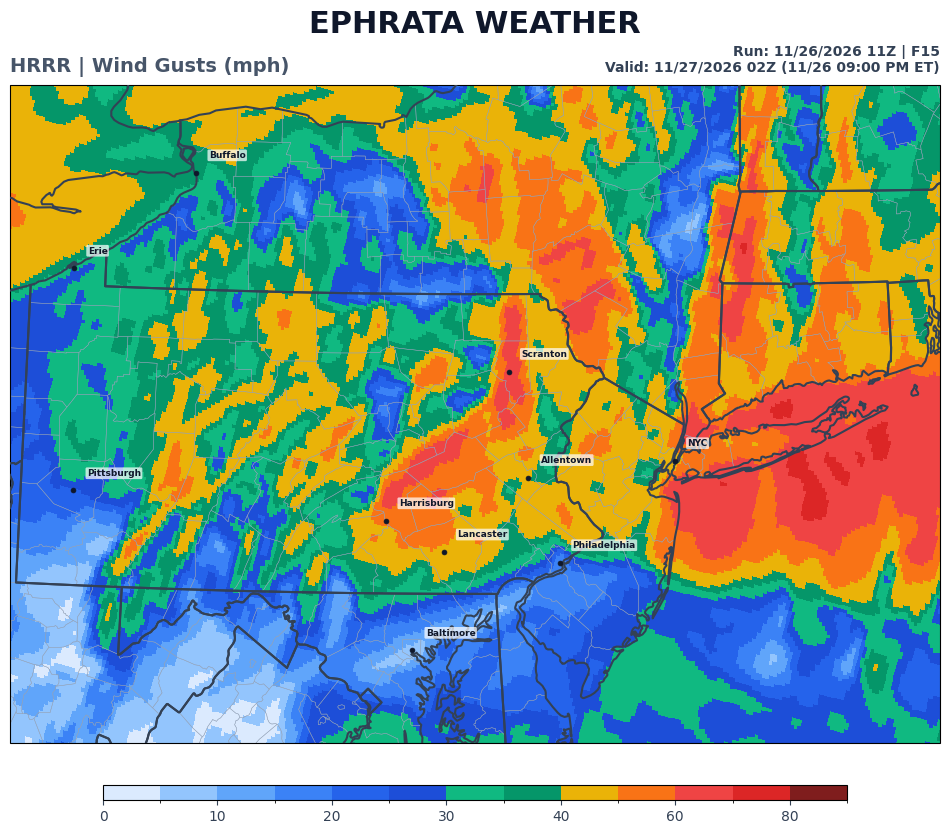 EPHRATA WEATHER
HRRR | Wind Gusts (mph)
Run: 11/26/2026 11Z | F15
Valid: 11/27/2026 02Z (11/26 09:00 PM ET)
Buffalo
Erie
Scranton
NYC
Allentown
Pittsburgh
Harrisburg
Lancaster
Philadelphia
Baltimore
0 10 20 30 40 50 60 70 80